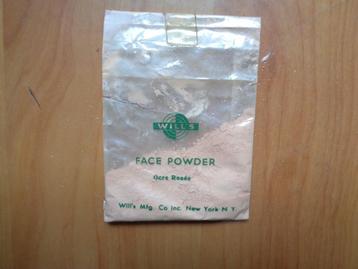 WILL'S
FACE POWDER
Ocre Rosée
Will's Mfg. Co Inc. New York N Y.